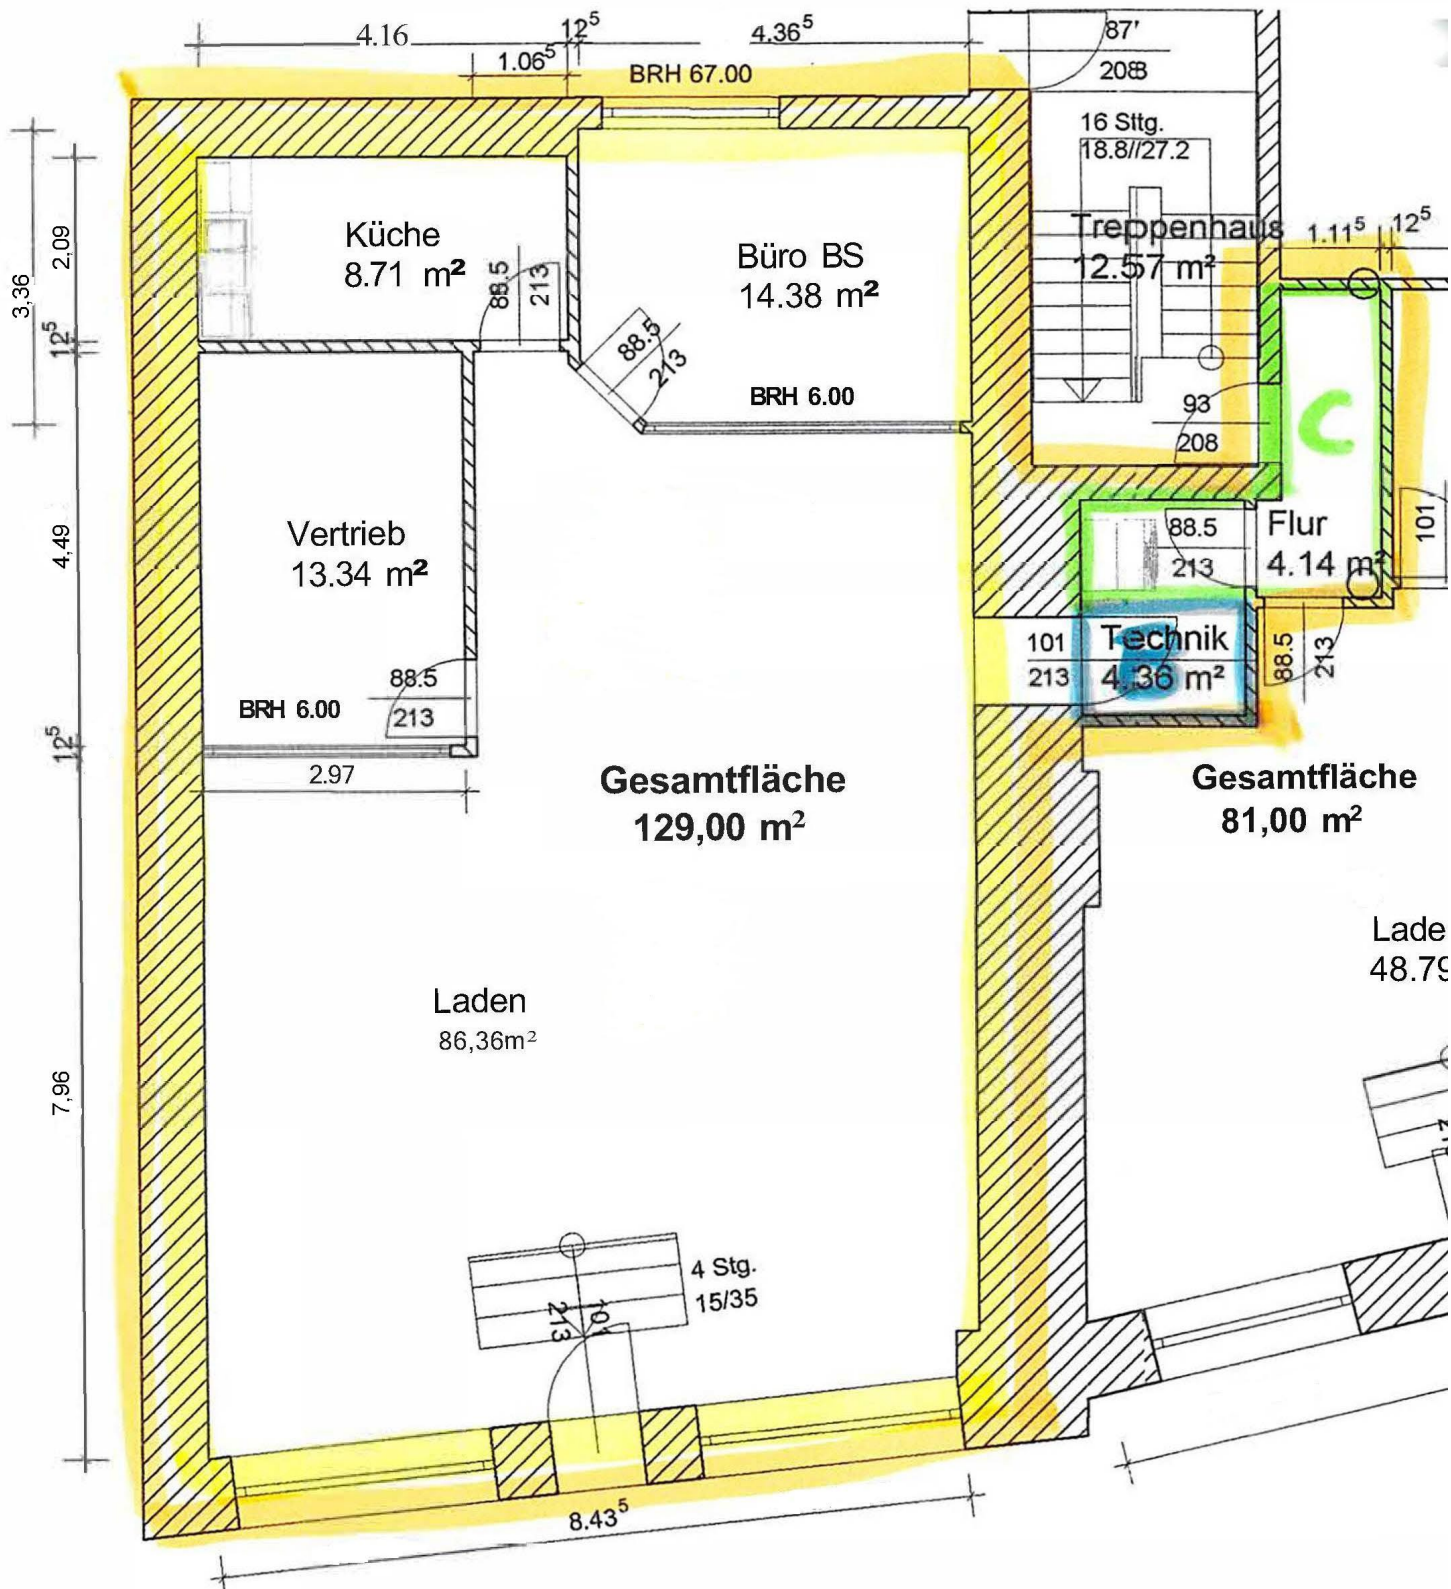 4.16
12⁵
4.36⁵
1.06⁵
BRH 67.00
87'
208
16 Sttg.
18.8//27.2
Treppenhaus
12.57 m²
1.11⁵
12⁵
3,36
2,09
12⁵
4,49
12⁵
7,96
Küche
8.71 m²
88.5
213
Büro BS
14.38 m²
88.5
213
BRH 6.00
93
208
C
Vertrieb
13.34 m²
88.5
213
BRH 6.00
2.97
88.5
213
Flur
4.14 m²
101
101
213
Technik
4.36 m²
88.5
213
Gesamtfläche
129,00 m²
Gesamtfläche
81,00 m²
Lade
48.79
Laden
86,36m²
4 Stg.
15/35
101
213
8.43⁵